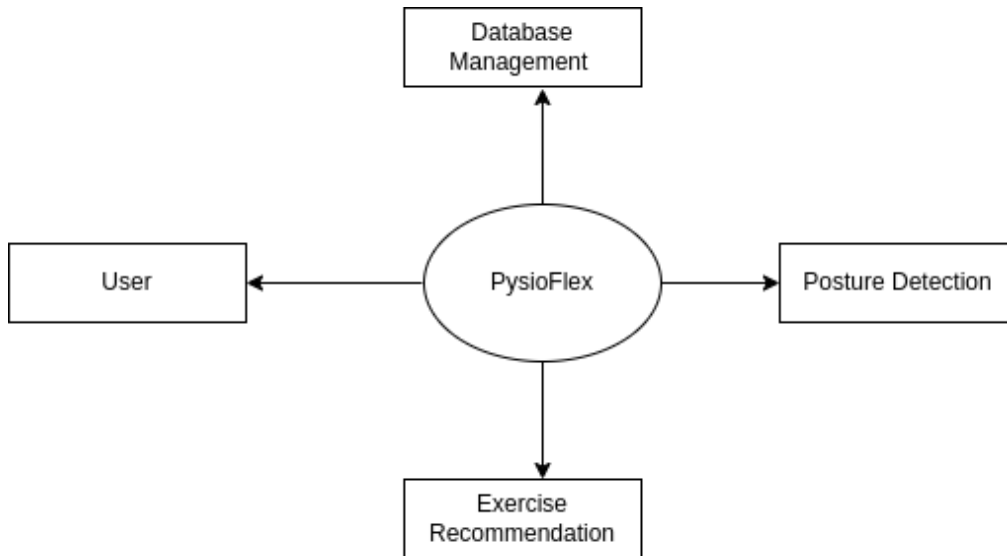 Database
Management
User
PysioFlex
Posture Detection
Exercise
Recommendation